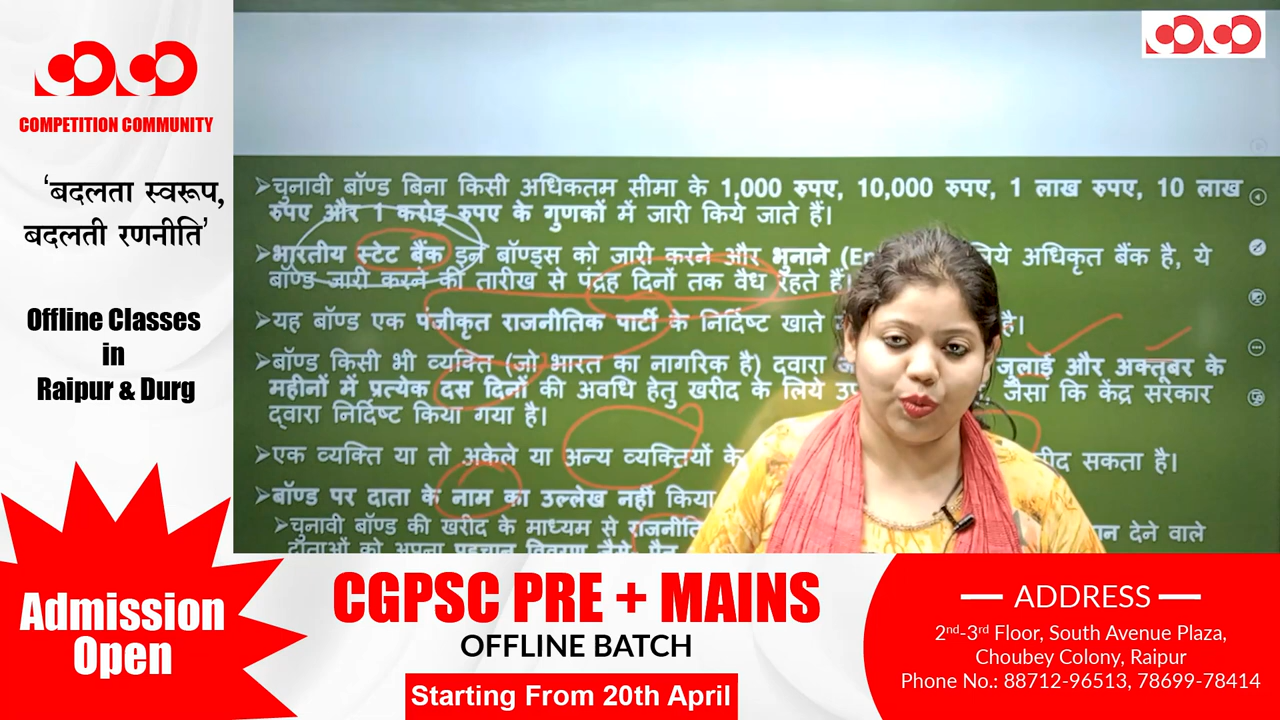 COMPETITION COMMUNITY
‘बदलता स्वरूप,
बदलती रणनीति’
Offline Classes
in
Raipur & Durg
Admission
Open
➤चुनावी बॉण्ड बिना किसी अधिकतम सीमा के 1,000 रुपए, 10,000 रुपए, 1 लाख रुपए, 10 लाख
रुपए और 1 करोड़ रुपए के गुणकों में जारी किये जाते हैं।
➤भारतीय स्टेट बैंक इन बॉण्ड्स को जारी करने और भुनाने (En लिये अधिकृत बैंक है, ये
बॉण्ड जारी करने की तारीख से पंद्रह दिनों तक वैध रहते हैं।
➤यह बॉण्ड एक पंजीकृत राजनीतिक पार्टी के निर्दिष्ट खाते है।
➤बॉण्ड किसी भी व्यक्ति (जो भारत का नागरिक है) द्वारा जुलाई और अक्तूबर के
महीनों में प्रत्येक दस दिनों की अवधि हेतु खरीद के लिये जैसा कि केंद्र सरकार
द्वारा निर्दिष्ट किया गया है।
➤एक व्यक्ति या तो अकेले या अन्य व्यक्तियों के सकता है।
➤बॉण्ड पर दाता के नाम का उल्लेख नहीं किया
➤चुनावी बॉण्ड की खरीद के माध्यम से देने वाले
दाताओं को अपना पहचान विवरण जैसे
CGPSC PRE + MAINS
OFFLINE BATCH
Starting From 20th April
ADDRESS
2nd-3rd Floor, South Avenue Plaza,
Choubey Colony, Raipur
Phone No.: 88712-96513, 78699-78414